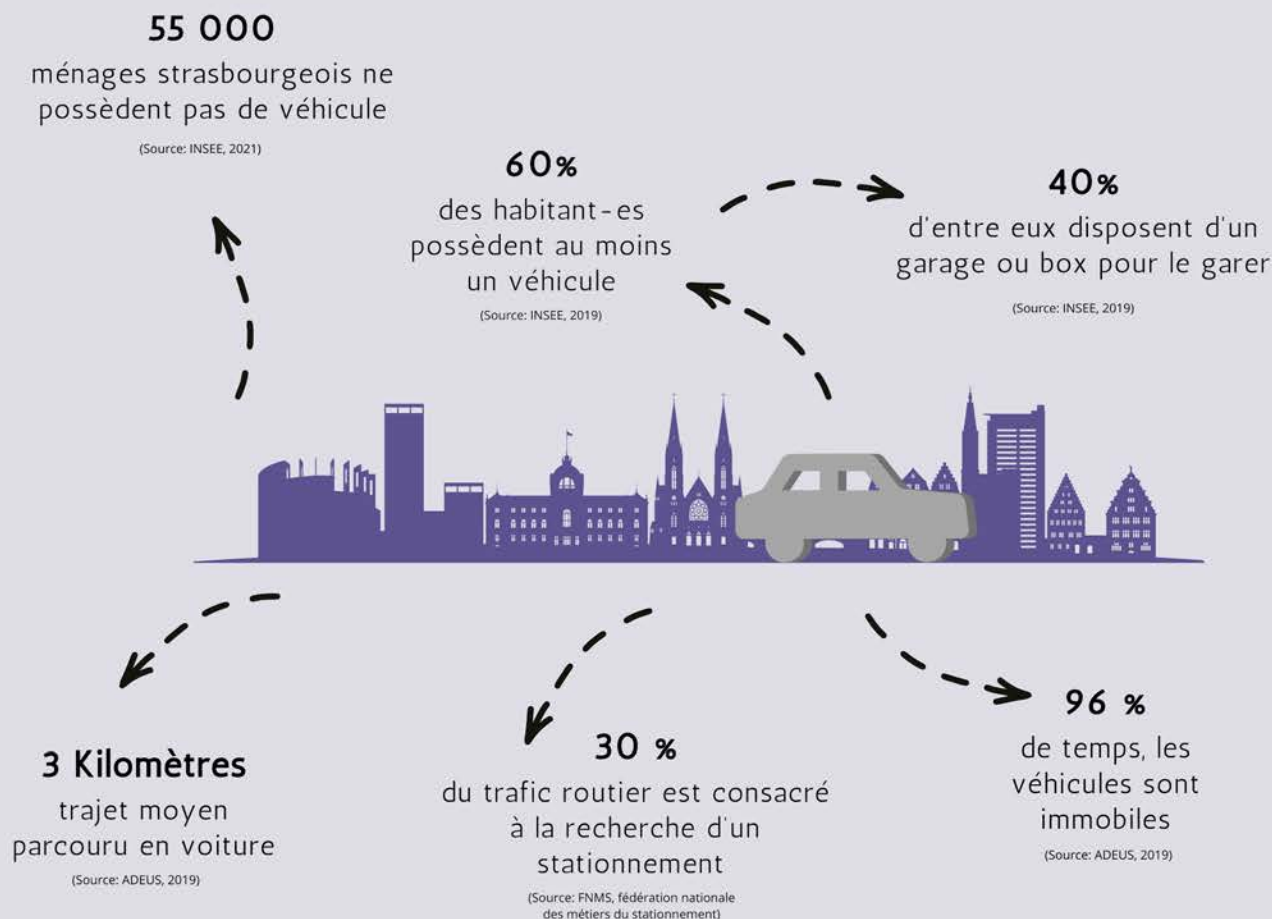 55 000
ménages strasbourgeois ne
possèdent pas de véhicule
(Source: INSEE, 2021)
60%
des habitant-es
possèdent au moins
un véhicule
(Source: INSEE, 2019)
40%
d'entre eux disposent d'un
garage ou box pour le garer
(Source: INSEE, 2019)
3 Kilomètres
trajet moyen
parcouru en voiture
(Source: ADEUS, 2019)
30 %
du trafic routier est consacré
à la recherche d'un
stationnement
(Source: FNMS, fédération nationale
des métiers du stationnement)
96 %
de temps, les
véhicules sont
immobiles
(Source: ADEUS, 2019)